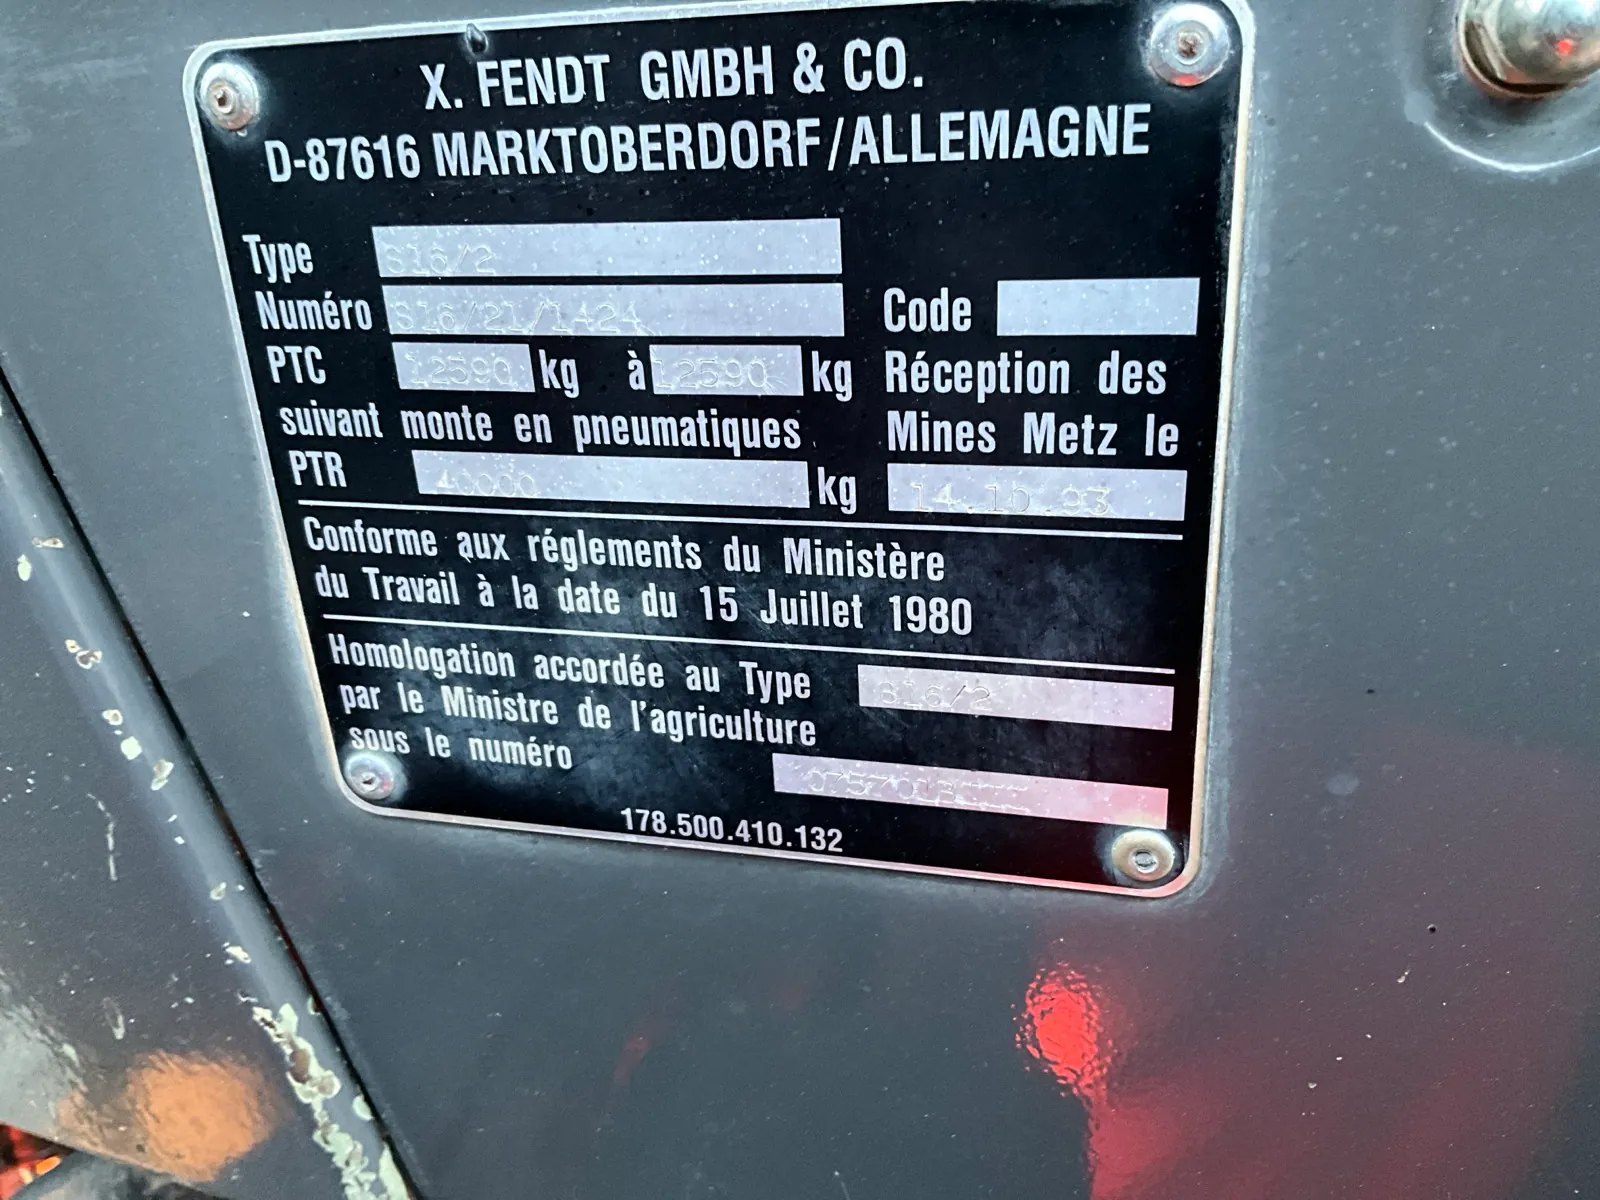 X. FENDT GMBH & CO.
D-87616 MARKTOBERDORF/ALLEMAGNE
Type 816/2
Numéro 816/21/1424
Code
PTC 12590 kg à 12590 kg
suivant monte en pneumatiques
Réception des
Mines Metz le
PTR 40000 kg
14.10.93
Conforme aux réglements du Ministère
du Travail à la date du 15 Juillet 1980
Homologation accordée au Type 816/2
par le Ministre de l'agriculture
sous le numéro
178.500.410.132